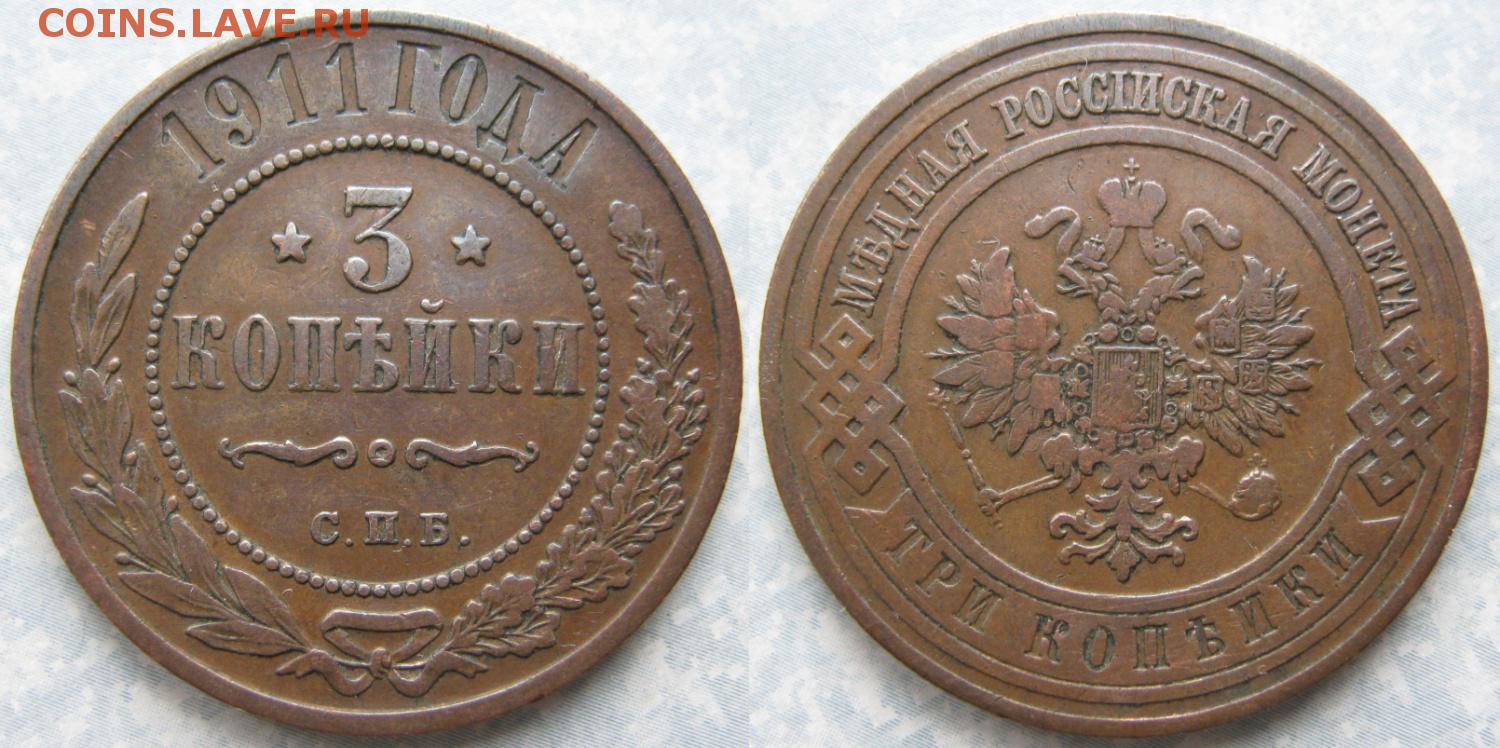 COINS.LAVE.RU
1911 ГОДА
3
КОПѢЙКИ
С.П.Б.
МѢДНАЯ РОССІЙСКАЯ МОНЕТА
ТРИ КОПѢЙКИ